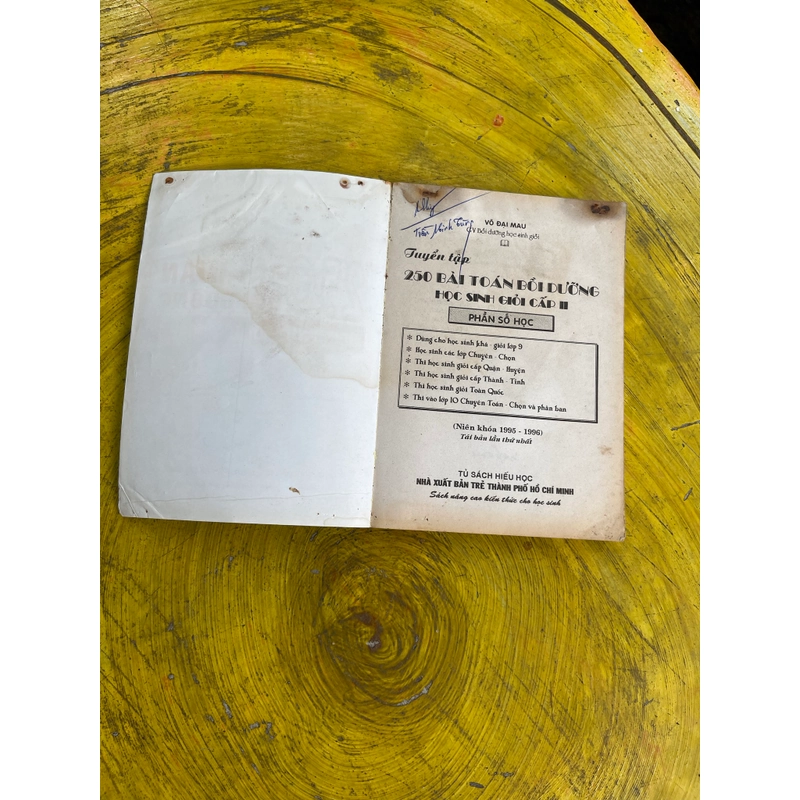 Trần Minh
VÕ ĐẠI MAU
GV Bồi dưỡng học sinh giỏi
Tuyển tập
250 BÀI TOÁN BỒI DƯỠNG
HỌC SINH GIỎI CẤP II
PHẦN SỐ HỌC
* Dùng cho học sinh khá - giỏi lớp 9
* Học sinh các lớp Chuyên - Chọn
* Thi học sinh giỏi cấp Quận - Huyện
* Thi học sinh giỏi cấp Thành - Tỉnh
* Thi học sinh giỏi Toàn Quốc
* Thi vào lớp 10 Chuyên Toán - Chọn và phân ban
(Niên khóa 1995 - 1996)
Tái bản lần thứ nhất
TỦ SÁCH HIẾU HỌC
NHÀ XUẤT BẢN TRẺ THÀNH PHỐ HỒ CHÍ MINH
Sách nâng cao kiến thức cho học sinh